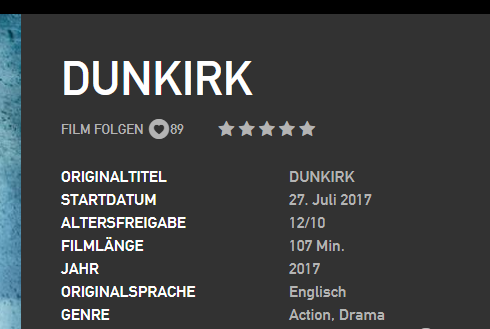 DUNKIRK
FILM FOLGEN 89
ORIGINALTITEL DUNKIRK
STARTDATUM 27. Juli 2017
ALTERSFREIGABE 12/10
FILMLÄNGE 107 Min.
JAHR 2017
ORIGINALSPRACHE Englisch
GENRE Action, Drama